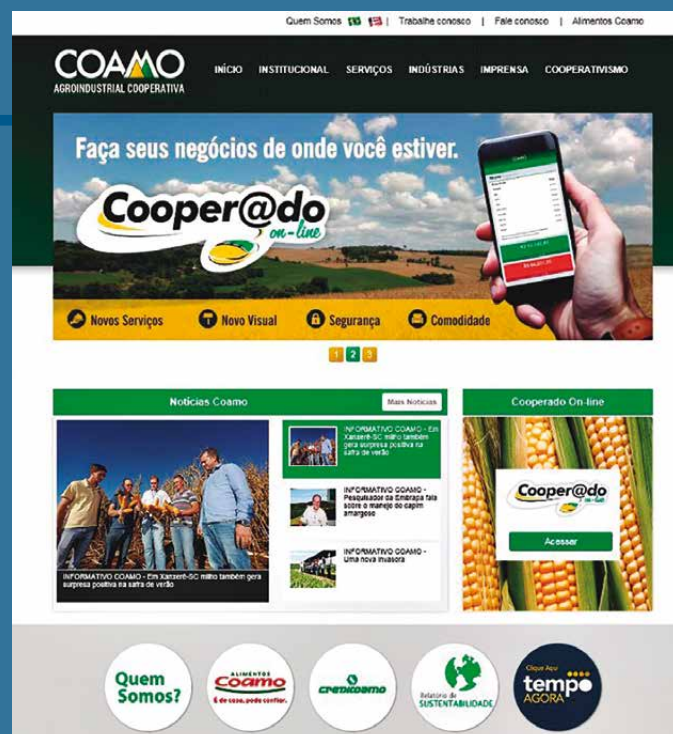 Quem Somos | Trabalhe conosco | Fale conosco | Alimentos Coamo
COAMO
AGROINDUSTRIAL COOPERATIVA
INÍCIO INSTITUCIONAL SERVIÇOS INDÚSTRIAS IMPRENSA COOPERATIVISMO
Faça seus negócios de onde você estiver.
Cooper@do
on-line
Novos Serviços Novo Visual Segurança Comodidade
1 2 3
Notícias Coamo
Mais Notícias
Cooperado On-line
INFORMATIVO COAMO - Em
Xanxerê-SC milho também
gera surpresa positiva na
safra de verão
INFORMATIVO COAMO -
Pesquisador da Embrapa fala
sobre o manejo do capim
amargoso
INFORMATIVO COAMO -
Uma nova invasora
INFORMATIVO COAMO - Em Xanxerê-SC milho também gera
surpresa positiva na safra de verão
Cooper@do
on-line
Acessar
Quem
Somos?
ALIMENTOS
Coamo
É de casa, pode confiar.
CREDICOAMO
Relatório de
SUSTENTABILIDADE
Clique Aqui
tempo
AGORA